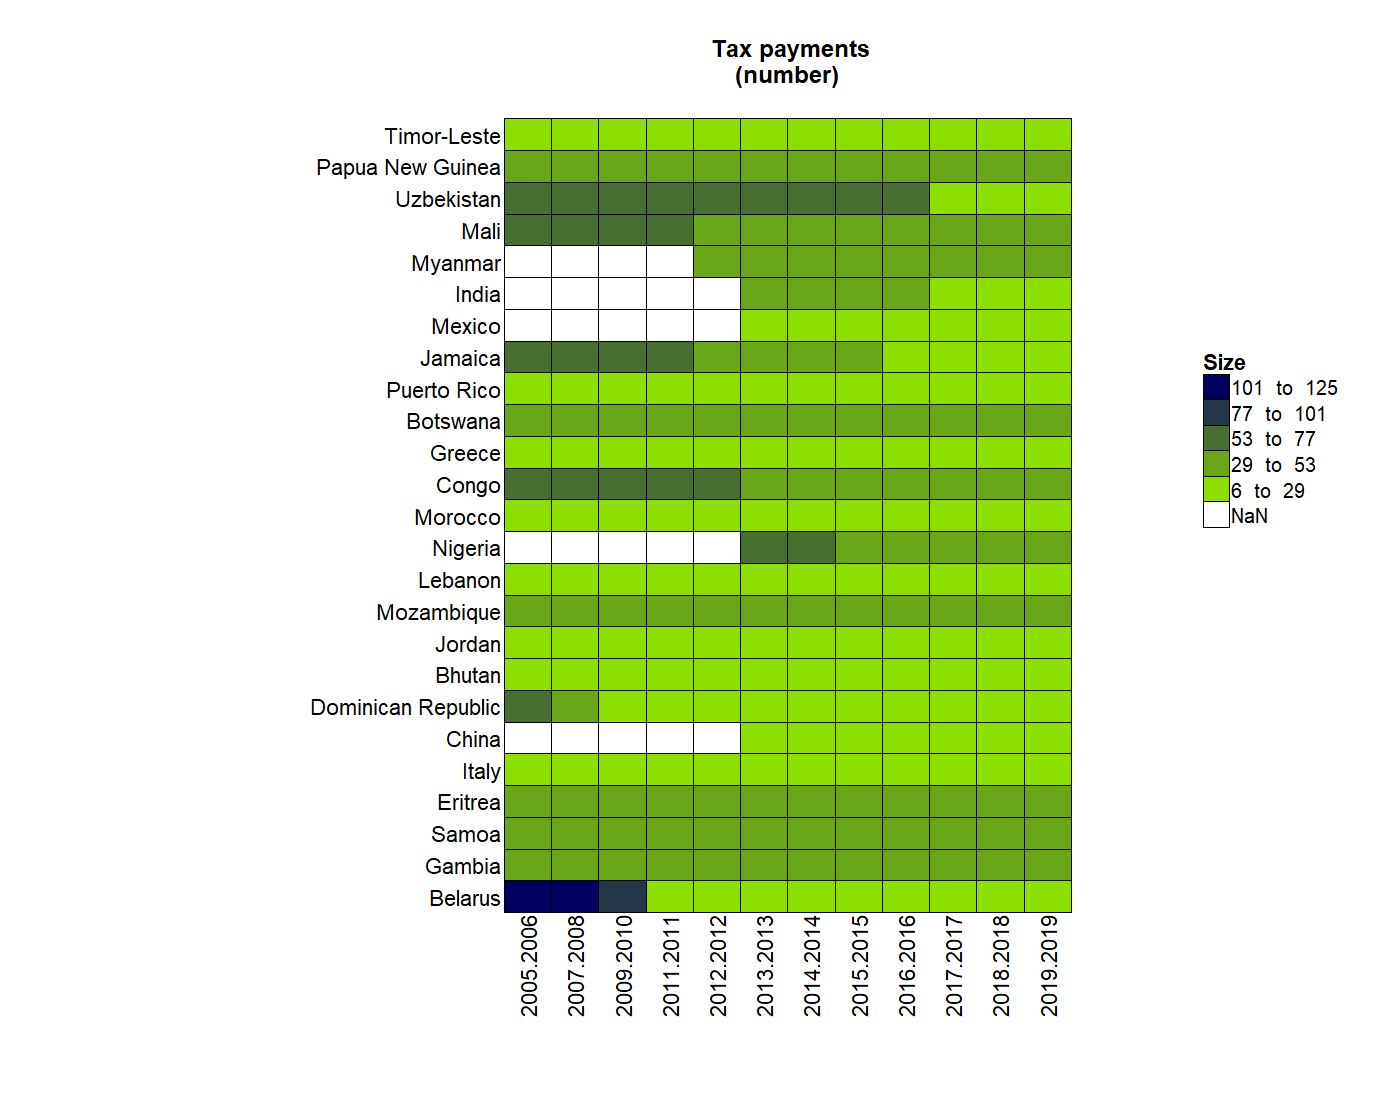 Tax payments
(number)
Timor-Leste
Papua New Guinea
Uzbekistan
Mali
Myanmar
India
Mexico
Jamaica
Puerto Rico
Botswana
Greece
Congo
Morocco
Nigeria
Lebanon
Mozambique
Jordan
Bhutan
Dominican Republic
China
Italy
Eritrea
Samoa
Gambia
Belarus
2005.2006
2007.2008
2009.2010
2011.2011
2012.2012
2013.2013
2014.2014
2015.2015
2016.2016
2017.2017
2018.2018
2019.2019
Size
101 to 125
77 to 101
53 to 77
29 to 53
6 to 29
NaN